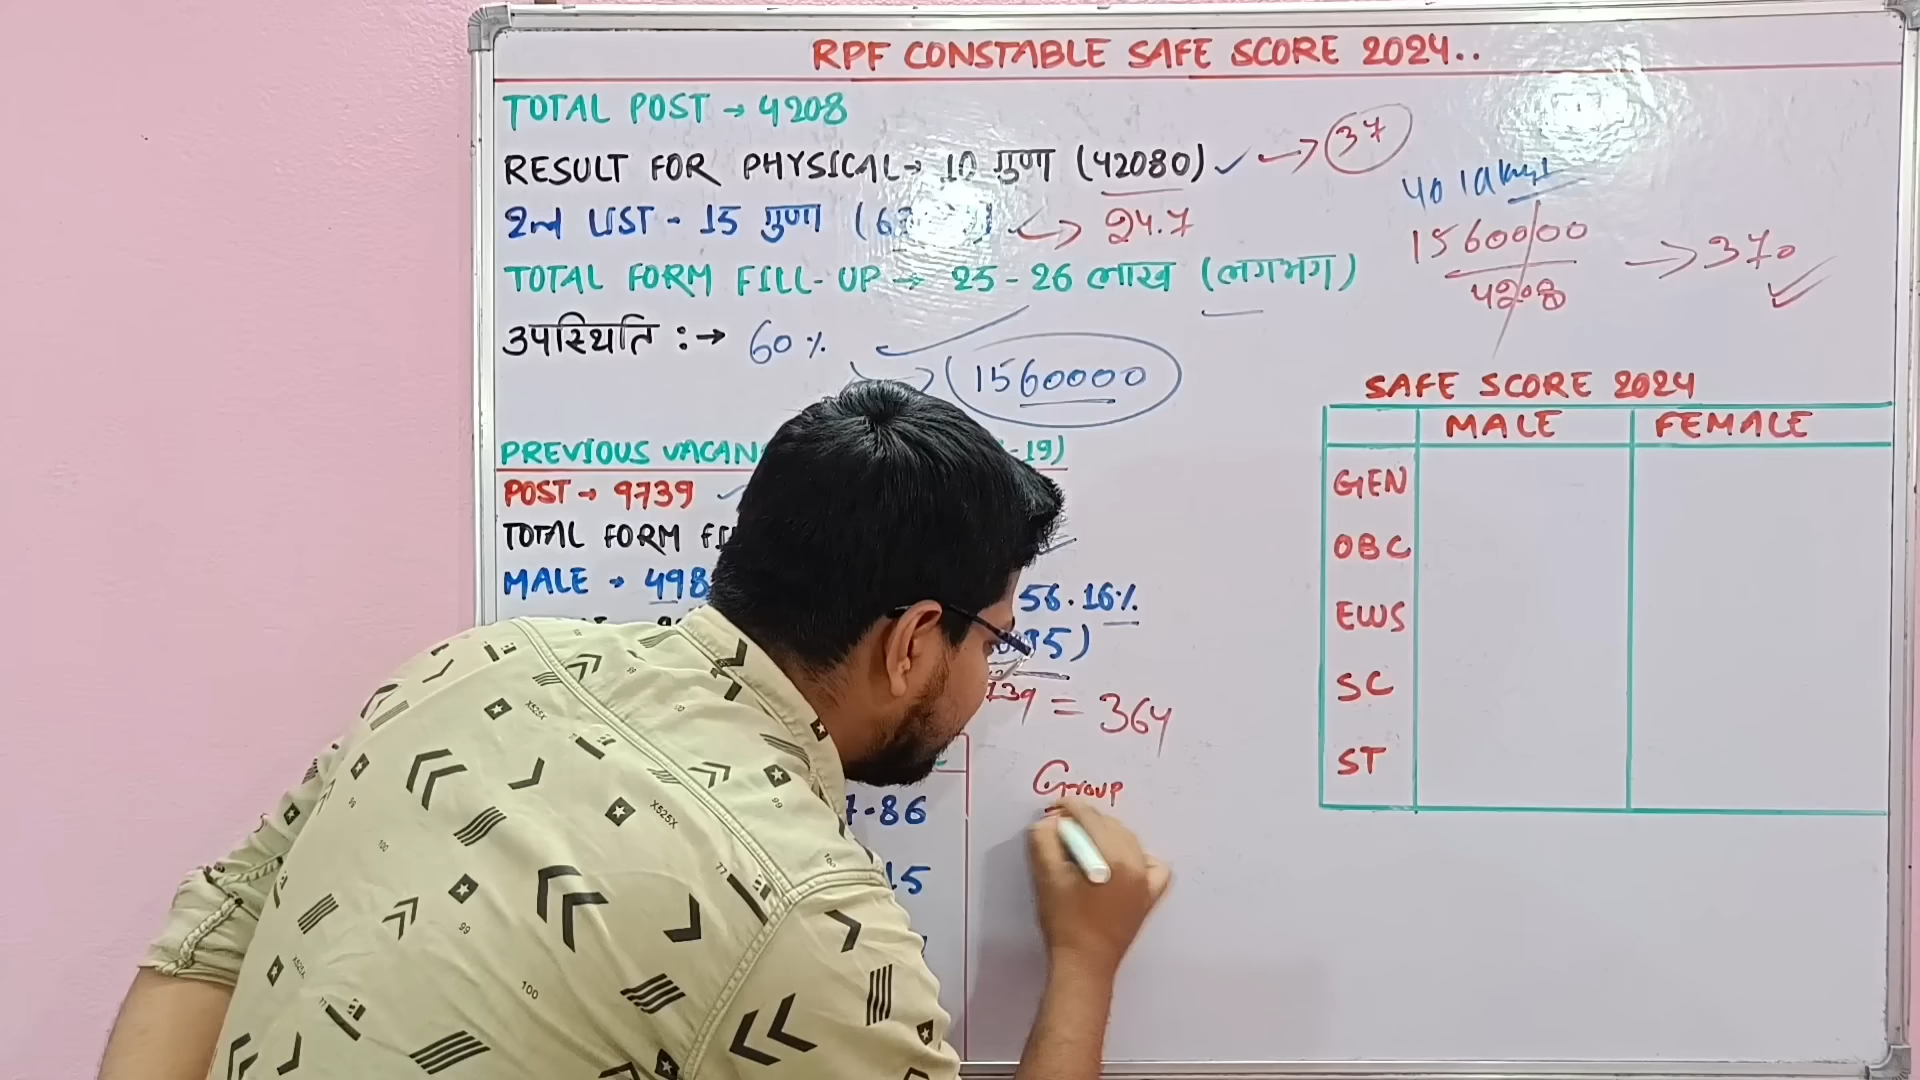 RPF CONSTABLE SAFE SCORE 2024..
TOTAL POST → 4208
RESULT FOR PHYSICAL → 10 गुणा (42080) ✓ → 37
2nd LIST - 15 गुणा (6 → 24.7
TOTAL FORM FILL-UP → 25-26 लाख (लगभग)
उपस्थिति :→ 60%
→ 1560000
40 lakh
1560000
4208
→ 370 ✓
PREVIOUS VACAN -19)
POST → 9739
TOTAL FORM FI
MALE → 498 56.16%
35)
139 = 364
Group
7.86
15
SAFE SCORE 2024
MALE FEMALE
GEN
OBC
EWS
SC
ST